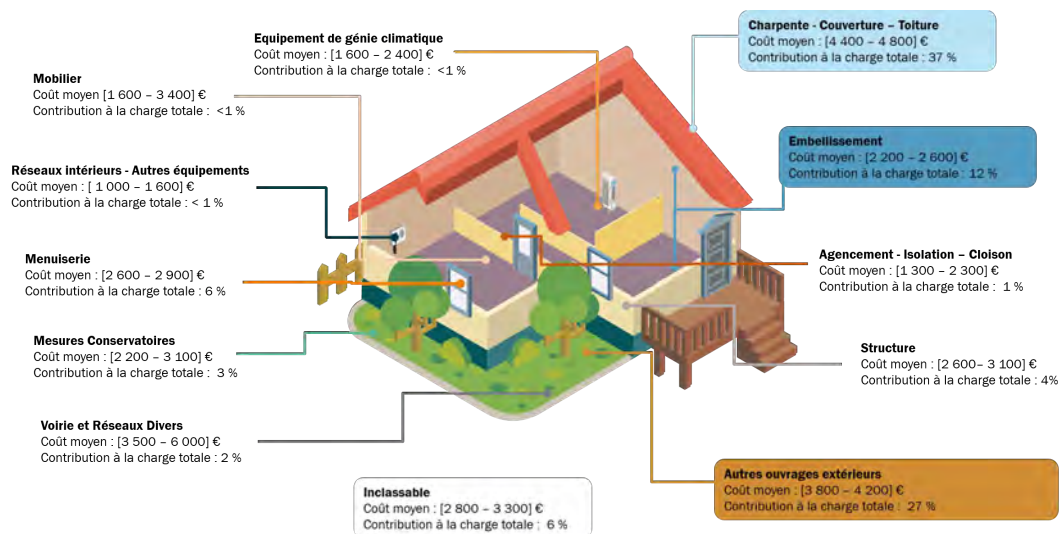 Charpente - Couverture – Toiture
Coût moyen : [4 400 – 4 800] €
Contribution à la charge totale : 37 %
Equipement de génie climatique
Coût moyen : [1 600 – 2 400] €
Contribution à la charge totale : <1 %
Mobilier
Coût moyen [1 600 – 3 400] €
Contribution à la charge totale : <1 %
Embellissement
Coût moyen : [2 200 – 2 600] €
Contribution à la charge totale : 12 %
Réseaux intérieurs - Autres équipements
Coût moyen : [ 1 000 – 1 600] €
Contribution à la charge totale : < 1 %
Menuiserie
Coût moyen : [2 600 – 2 900] €
Contribution à la charge totale : 6 %
Agencement - Isolation – Cloison
Coût moyen : [1 300 – 2 300] €
Contribution à la charge totale : 1 %
Mesures Conservatoires
Coût moyen : [2 200 – 3 100] €
Contribution à la charge totale : 3 %
Structure
Coût moyen : [2 600– 3 100] €
Contribution à la charge totale : 4%
Voirie et Réseaux Divers
Coût moyen : [3 500 – 6 000] €
Contribution à la charge totale : 2 %
Autres ouvrages extérieurs
Coût moyen : [3 800 – 4 200] €
Contribution à la charge totale : 27 %
Inclassable
Coût moyen : [2 800 – 3 300] €
Contribution à la charge totale : 6 %